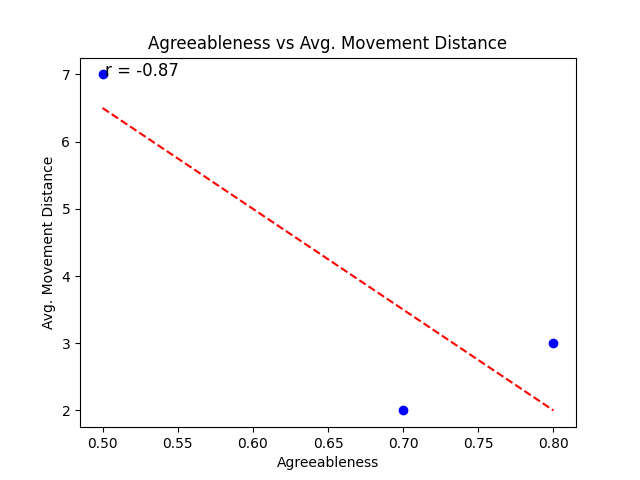 Agreeableness vs Avg. Movement Distance
r = -0.87
7
6
5
4
3
2
Avg. Movement Distance
0.50 0.55 0.60 0.65 0.70 0.75 0.80
Agreeableness